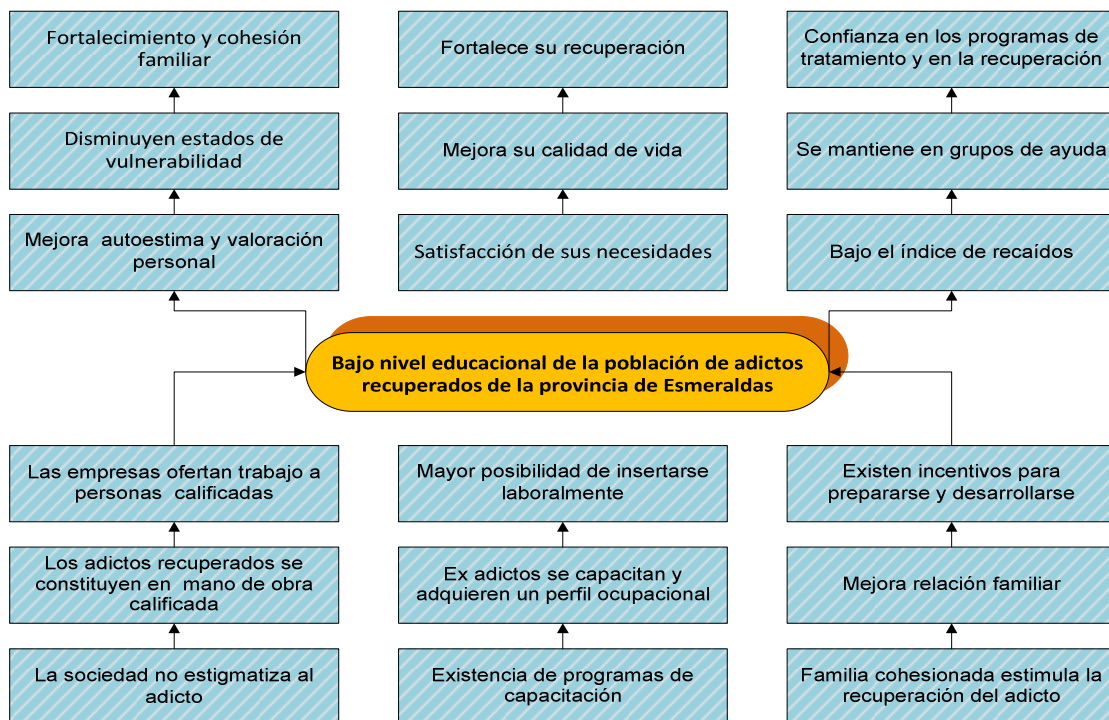 Fortalecimiento y cohesión
familiar
Fortalece su recuperación
Confianza en los programas de
tratamiento y en la recuperación
Disminuyen estados de
vulnerabilidad
Mejora su calidad de vida
Se mantiene en grupos de ayuda
Mejora  autoestima y valoración
personal
Satisfacción de sus necesidades
Bajo el índice de recaídos
Bajo nivel educacional de la población de adictos
recuperados de la provincia de Esmeraldas
Las empresas ofertan trabajo a
personas  calificadas
Mayor posibilidad de insertarse
laboralmente
Existen incentivos para
prepararse y desarrollarse
Los adictos recuperados se
constituyen en  mano de obra
calificada
Ex adictos se capacitan y
adquieren un perfil ocupacional
Mejora relación familiar
La sociedad no estigmatiza al
adicto
Existencia de programas de
capacitación
Familia cohesionada estimula la
recuperación del adicto